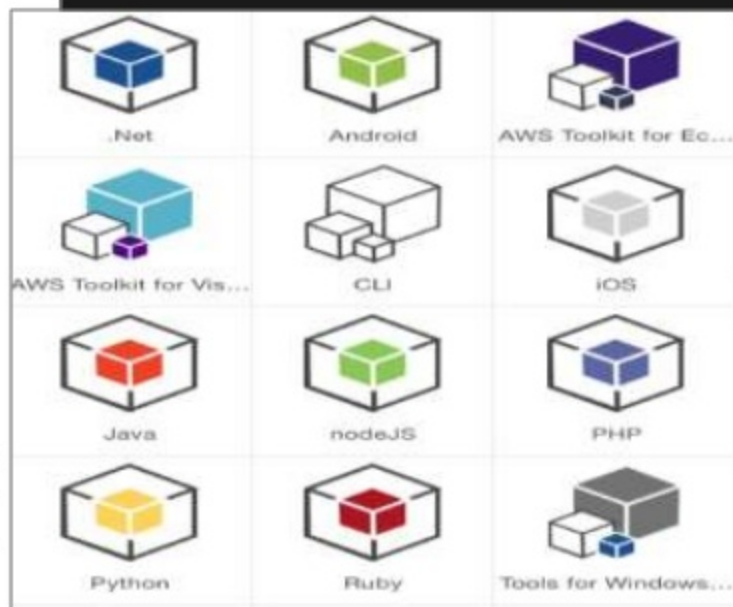 .Net
Android
AWS Toolkit for Ec...
AWS Toolkit for Vis...
CLI
iOS
Java
nodeJS
PHP
Python
Ruby
Tools for Windows...